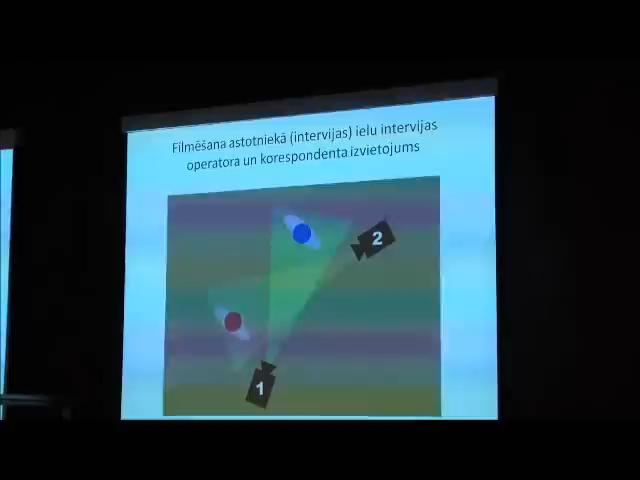 Filmēšana astotniekā (intervijas) ielu intervijas
operatora un korespondenta izvietojums
2
1